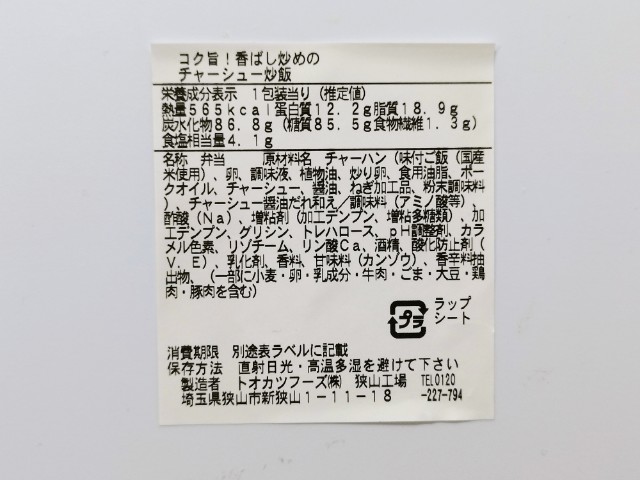 コク旨！香ばし炒めの
チャーシュー炒飯
栄養成分表示　１包装当り（推定値）
熱量５６５ｋｃａｌ蛋白質１２.２ｇ脂質１８.９ｇ
炭水化物８６.８ｇ（糖質８５.５ｇ食物繊維１.３ｇ）
食塩相当量４.１ｇ
名称　弁当　　原材料名　チャーハン（味付ご飯（国産
米使用）、卵、調味液、植物油、炒り卵、食用油脂、ポー
クオイル、チャーシュー、醤油、ねぎ加工品、粉末調味料
）、チャーシュー醤油だれ和え／調味料（アミノ酸等）、
酢酸（Ｎａ）、増粘剤（加工デンプン、増粘多糖類）、加
工デンプン、グリシン、トレハロース、ｐＨ調整剤、カラ
メル色素、リゾチーム、リン酸Ｃａ、酒精、酸化防止剤（
Ｖ．Ｅ）、乳化剤、香料、甘味料（カンゾウ）、香辛料抽
出物、（一部に小麦・卵・乳成分・牛肉・ごま・大豆・鶏
肉・豚肉を含む）
プラ
ラップ
シート
消費期限　別途表ラベルに記載
保存方法　直射日光・高温多湿を避けて下さい
製造者　トオカツフーズ㈱　狭山工場　TEL0120
埼玉県狭山市新狭山１－１１－１８　-227-794